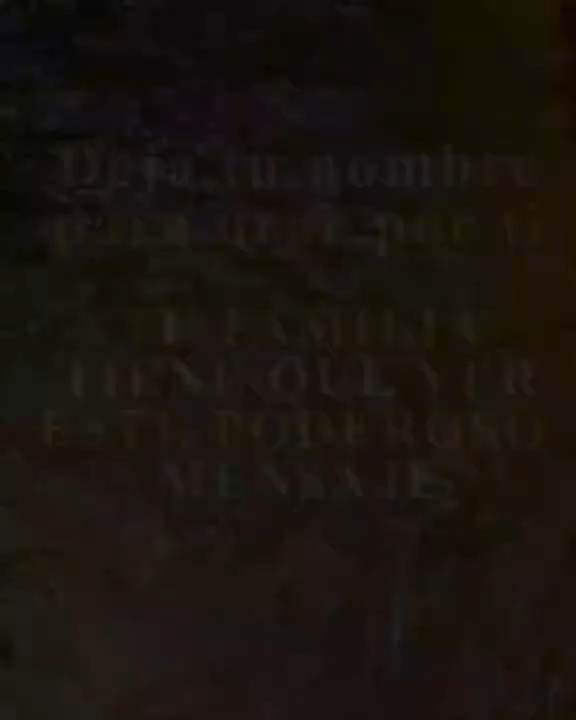 Deja tu nombre
para orar por ti
TU FAMILIA
TIENE QUE VER
ESTE PODEROSO
MENSAJE